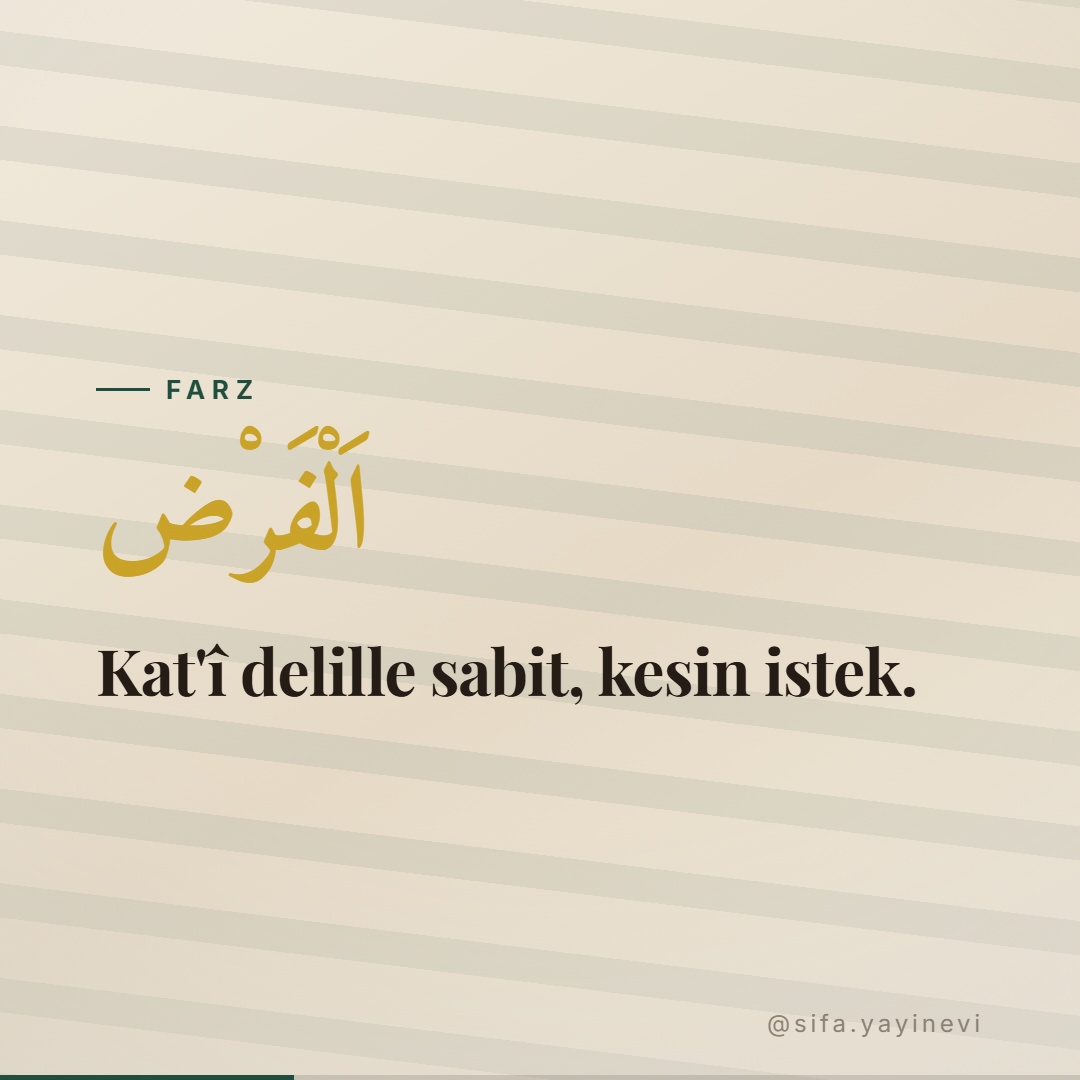 FARZ
اَلْفَرْض
Kat'î delille sabit, kesin istek.
@sifa.yayinevi